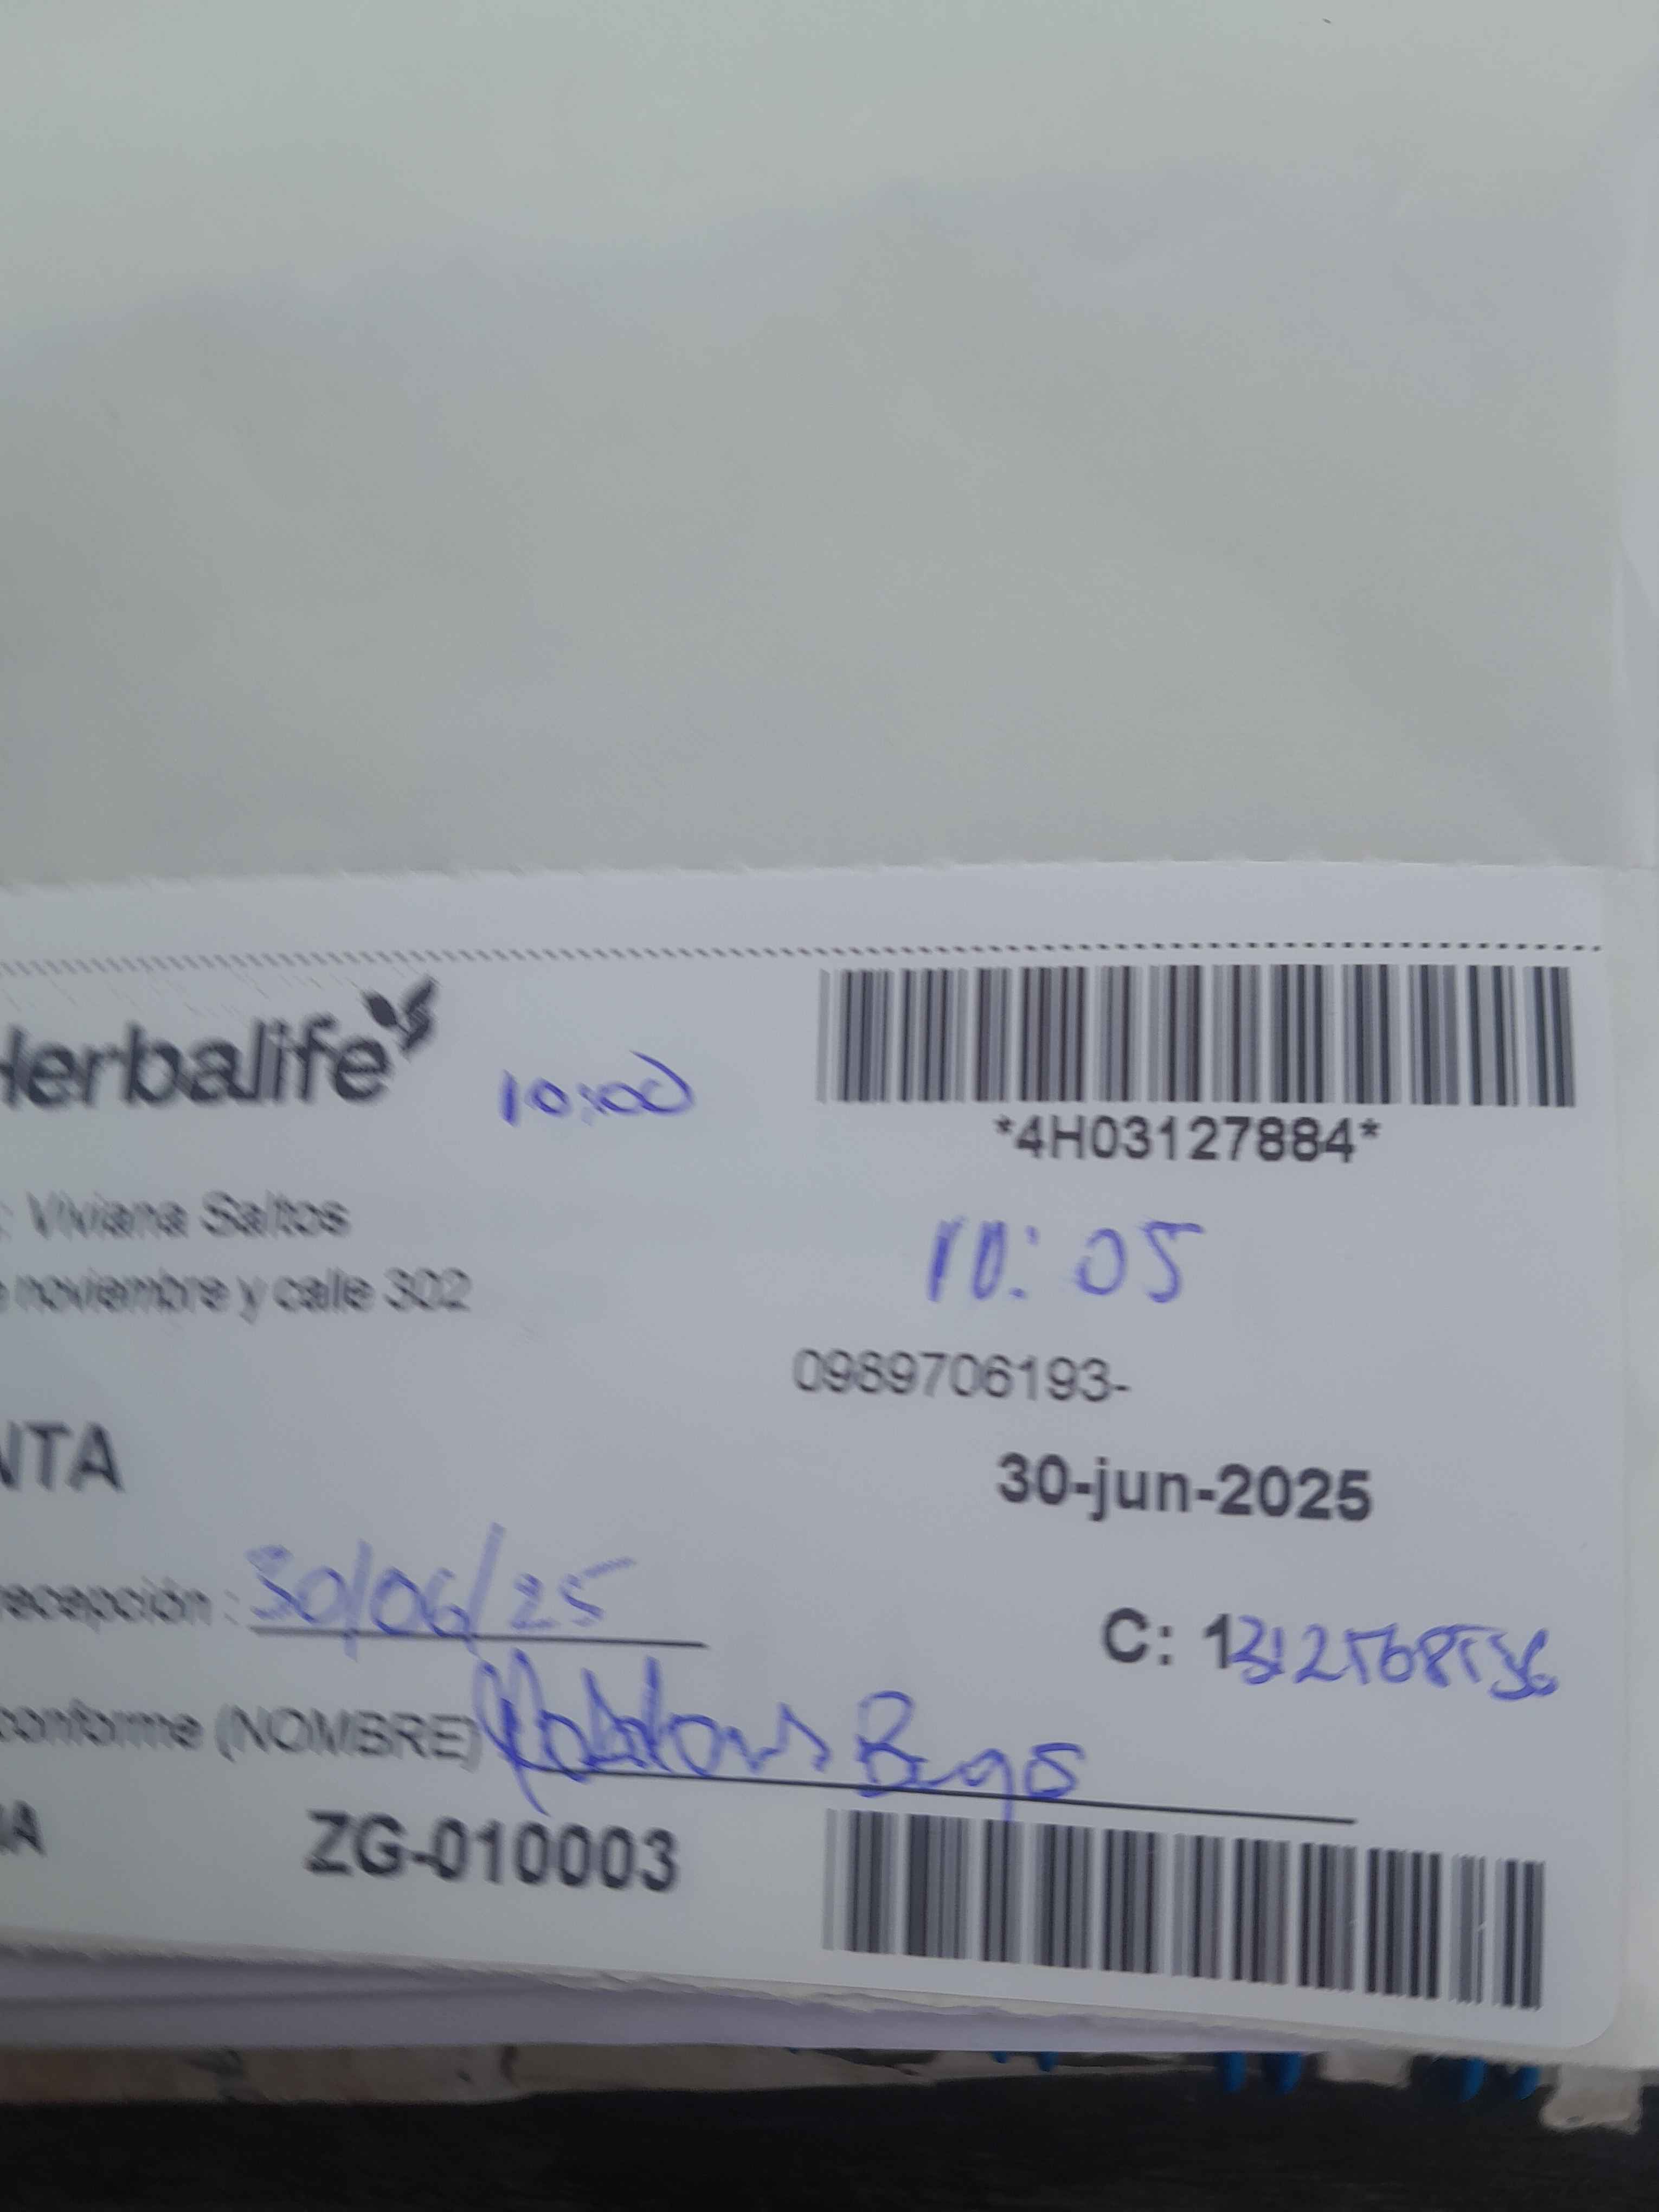 Herbalife
10:00
*4H03127884*
: Viviana Saltos
10:05
noviembre y calle 302
0989706193-
NTA
30-jun-2025
recepción : 30/06/25
C: 1312568536
conforme (NOMBRE)
ZG-010003